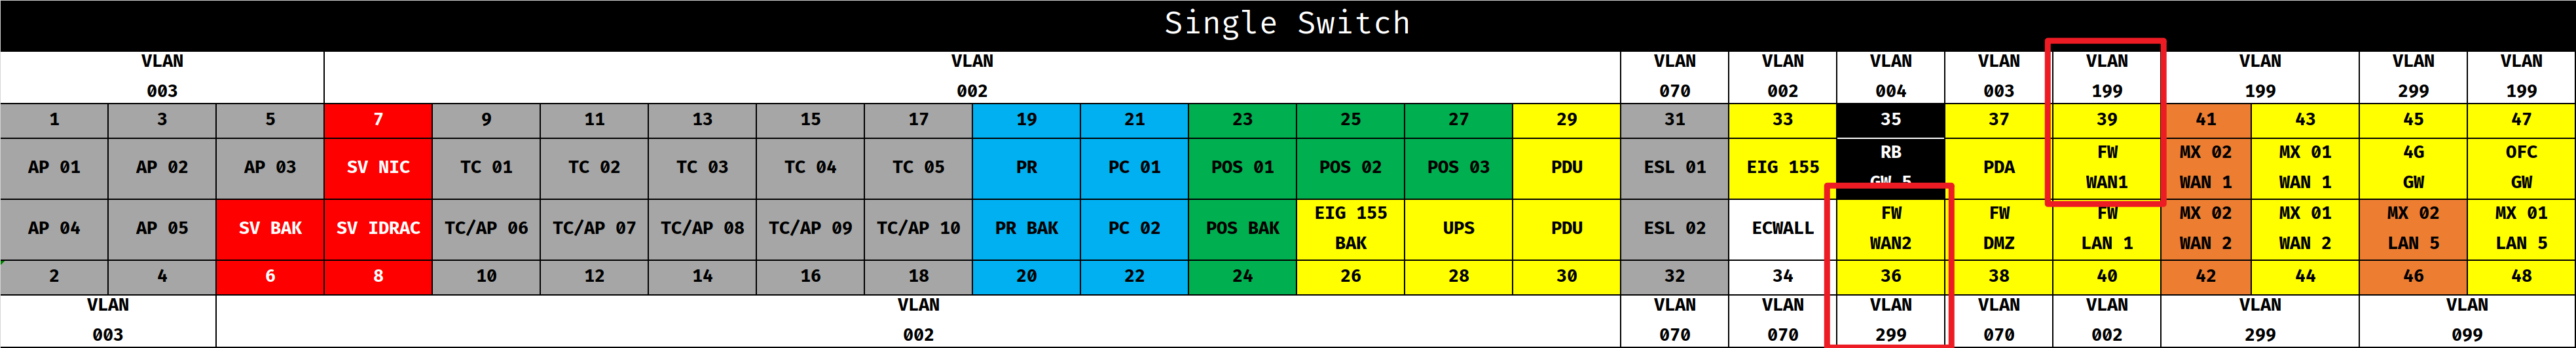 Single Switch
VLAN VLAN VLAN VLAN VLAN VLAN VLAN VLAN VLAN VLAN
003 002 070 002 004 003 199 199 299 199
1 3 5 7 9 11 13 15 17 19 21 23 25 27 29 31 33 35 37 39 41 43 45 47
AP 01 AP 02 AP 03 SV NIC TC 01 TC 02 TC 03 TC 04 TC 05 PR PC 01 POS 01 POS 02 POS 03 PDU ESL 01 EIG 155 RB GW 5 PDA FW WAN1 MX 02 WAN 1 MX 01 WAN 1 4G GW OFC GW
AP 04 AP 05 SV BAK SV IDRAC TC/AP 06 TC/AP 07 TC/AP 08 TC/AP 09 TC/AP 10 PR BAK PC 02 POS BAK EIG 155 BAK UPS PDU ESL 02 ECWALL FW WAN2 FW DMZ FW LAN 1 MX 02 WAN 2 MX 01 WAN 2 MX 02 LAN 5 MX 01 LAN 5
2 4 6 8 10 12 14 16 18 20 22 24 26 28 30 32 34 36 38 40 42 44 46 48
VLAN VLAN VLAN VLAN VLAN VLAN VLAN VLAN VLAN
003 002 070 070 299 070 002 299 099